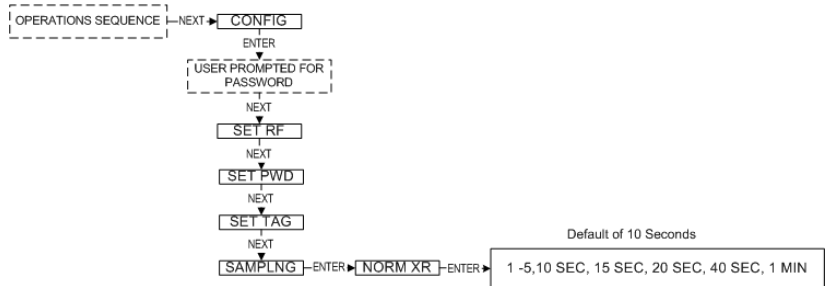 OPERATIONS SEQUENCE NEXT CONFIG
ENTER
USER PROMPTED FOR
PASSWORD
NEXT
SET RF
NEXT
SET PWD
NEXT
SET TAG
NEXT
Default of 10 Seconds
SAMPLNG ENTER NORM XR ENTER 1 -5,10 SEC, 15 SEC, 20 SEC, 40 SEC, 1 MIN